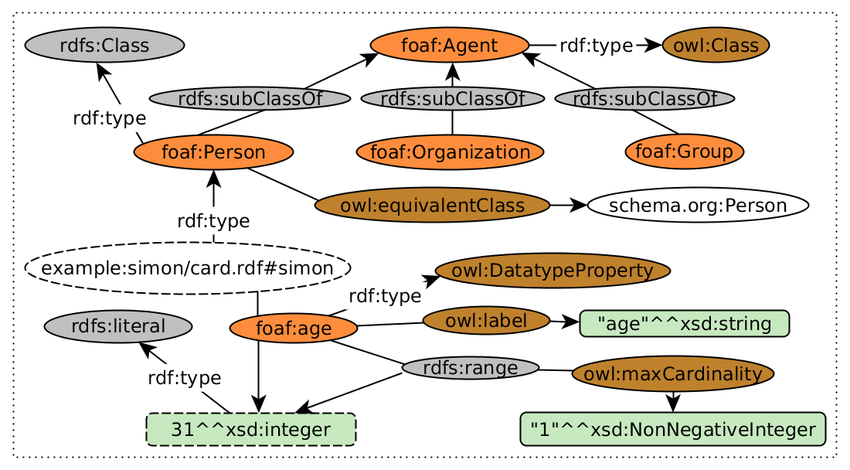 rdfs:Class
foaf:Agent
rdf:type
owl:Class
rdfs:subClassOf
rdfs:subClassOf
rdfs:subClassOf
rdf:type
foaf:Person
foaf:Organization
foaf:Group
owl:equivalentClass
schema.org:Person
rdf:type
example:simon/card.rdf#simon
owl:DatatypeProperty
rdf:type
rdfs:literal
foaf:age
owl:label
"age"^^xsd:string
rdfs:range
owl:maxCardinality
rdf:type
31^^xsd:integer
"1"^^xsd:NonNegativeInteger